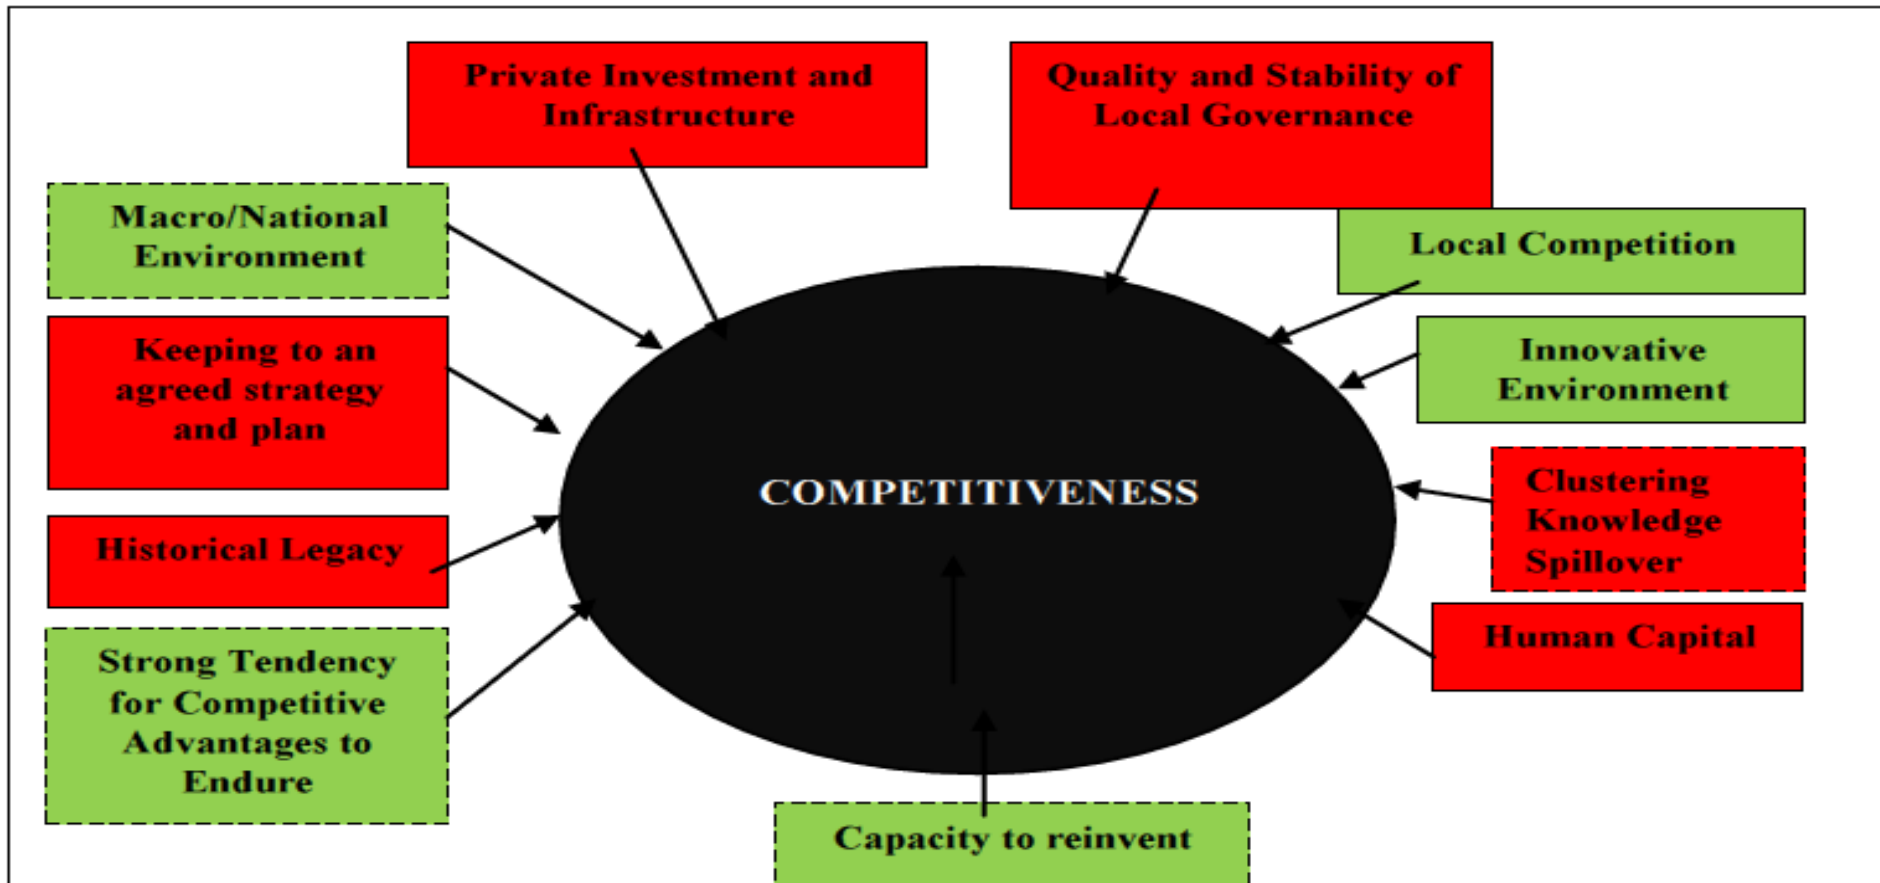 Private Investment and
Infrastructure
Quality and Stability of
Local Governance
Macro/National
Environment
Local Competition
Keeping to an
agreed strategy
and plan
Innovative
Environment
COMPETITIVENESS
Clustering
Knowledge
Spillover
Historical Legacy
Human Capital
Strong Tendency
for Competitive
Advantages to
Endure
Capacity to reinvent